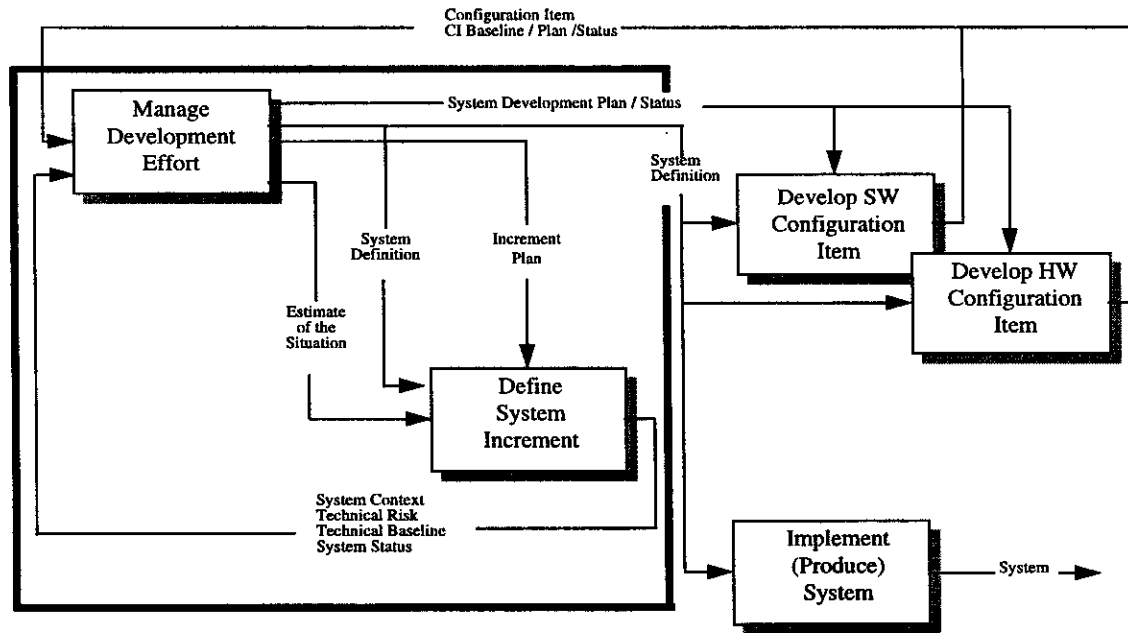 Configuration Item
CI Baseline / Plan /Status
Manage
Development
Effort
System Development Plan / Status
System
Definition
Develop SW
Configuration
Item
System
Definition
Increment
Plan
Develop HW
Configuration
Item
Estimate
of the
Situation
Define
System
Increment
System Context
Technical Risk
Technical Baseline
System Status
Implement
(Produce)
System
System